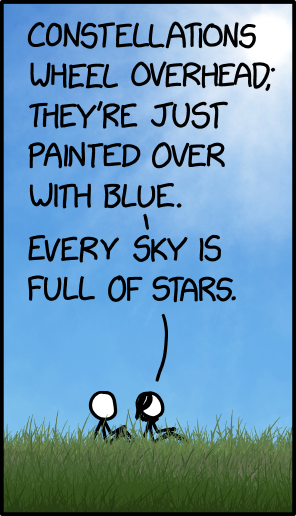 CONSTELLATIONS
WHEEL OVERHEAD;
THEY'RE JUST
PAINTED OVER
WITH BLUE.
EVERY SKY IS
FULL OF STARS.